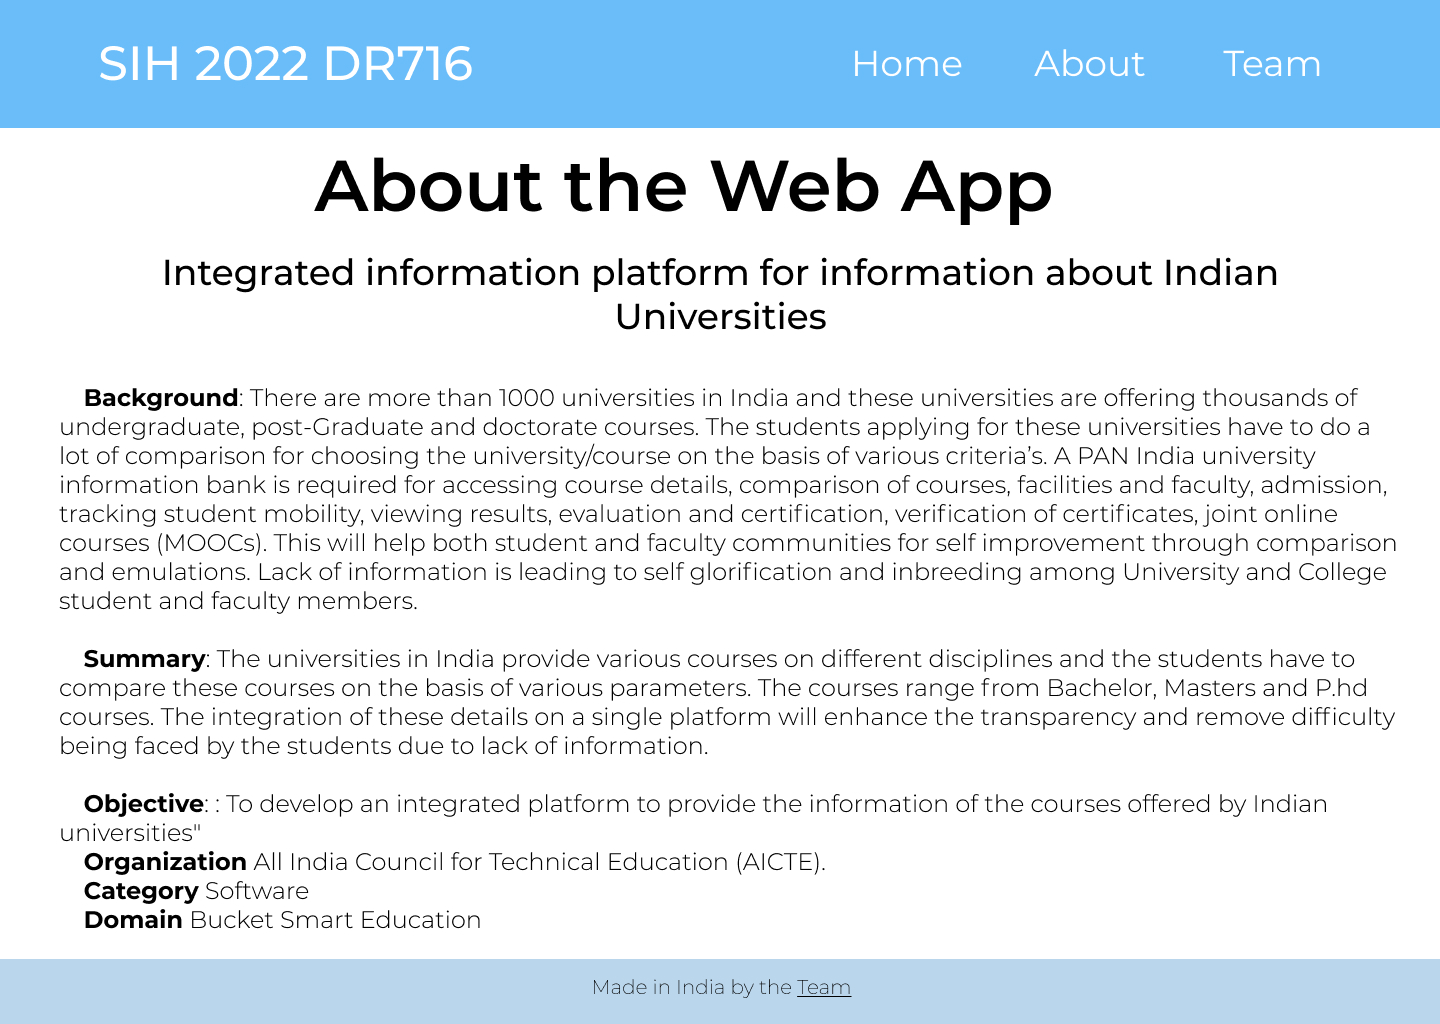 SIH 2022 DR716
Home About Team
About the Web App
Integrated information platform for information about Indian
Universities
Background: There are more than 1000 universities in India and these universities are offering thousands of
undergraduate, post-Graduate and doctorate courses. The students applying for these universities have to do a
lot of comparison for choosing the university/course on the basis of various criteria’s. A PAN India university
information bank is required for accessing course details, comparison of courses, facilities and faculty, admission,
tracking student mobility, viewing results, evaluation and certification, verification of certificates, joint online
courses (MOOCs). This will help both student and faculty communities for self improvement through comparison
and emulations. Lack of information is leading to self glorification and inbreeding among University and College
student and faculty members.
Summary: The universities in India provide various courses on different disciplines and the students have to
compare these courses on the basis of various parameters. The courses range from Bachelor, Masters and P.hd
courses. The integration of these details on a single platform will enhance the transparency and remove difficulty
being faced by the students due to lack of information.
Objective: : To develop an integrated platform to provide the information of the courses offered by Indian
universities"
Organization All India Council for Technical Education (AICTE).
Category Software
Domain Bucket Smart Education
Made in India by the Team